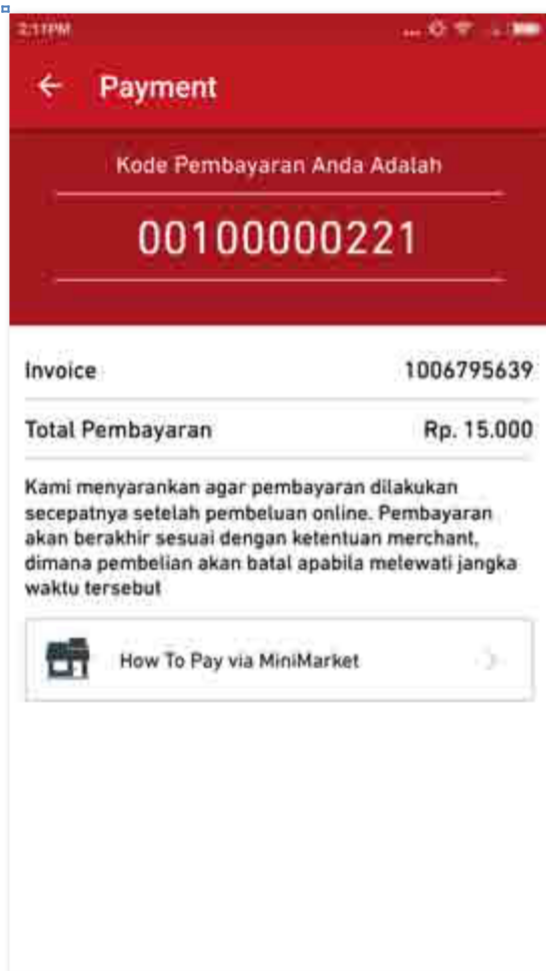 2:11PM
Payment
Kode Pembayaran Anda Adalah
00100000221
Invoice 1006795639
Total Pembayaran Rp. 15.000
Kami menyarankan agar pembayaran dilakukan
secepatnya setelah pembeluan online. Pembayaran
akan berakhir sesuai dengan ketentuan merchant,
dimana pembelian akan batal apabila melewati jangka
waktu tersebut
How To Pay via MiniMarket